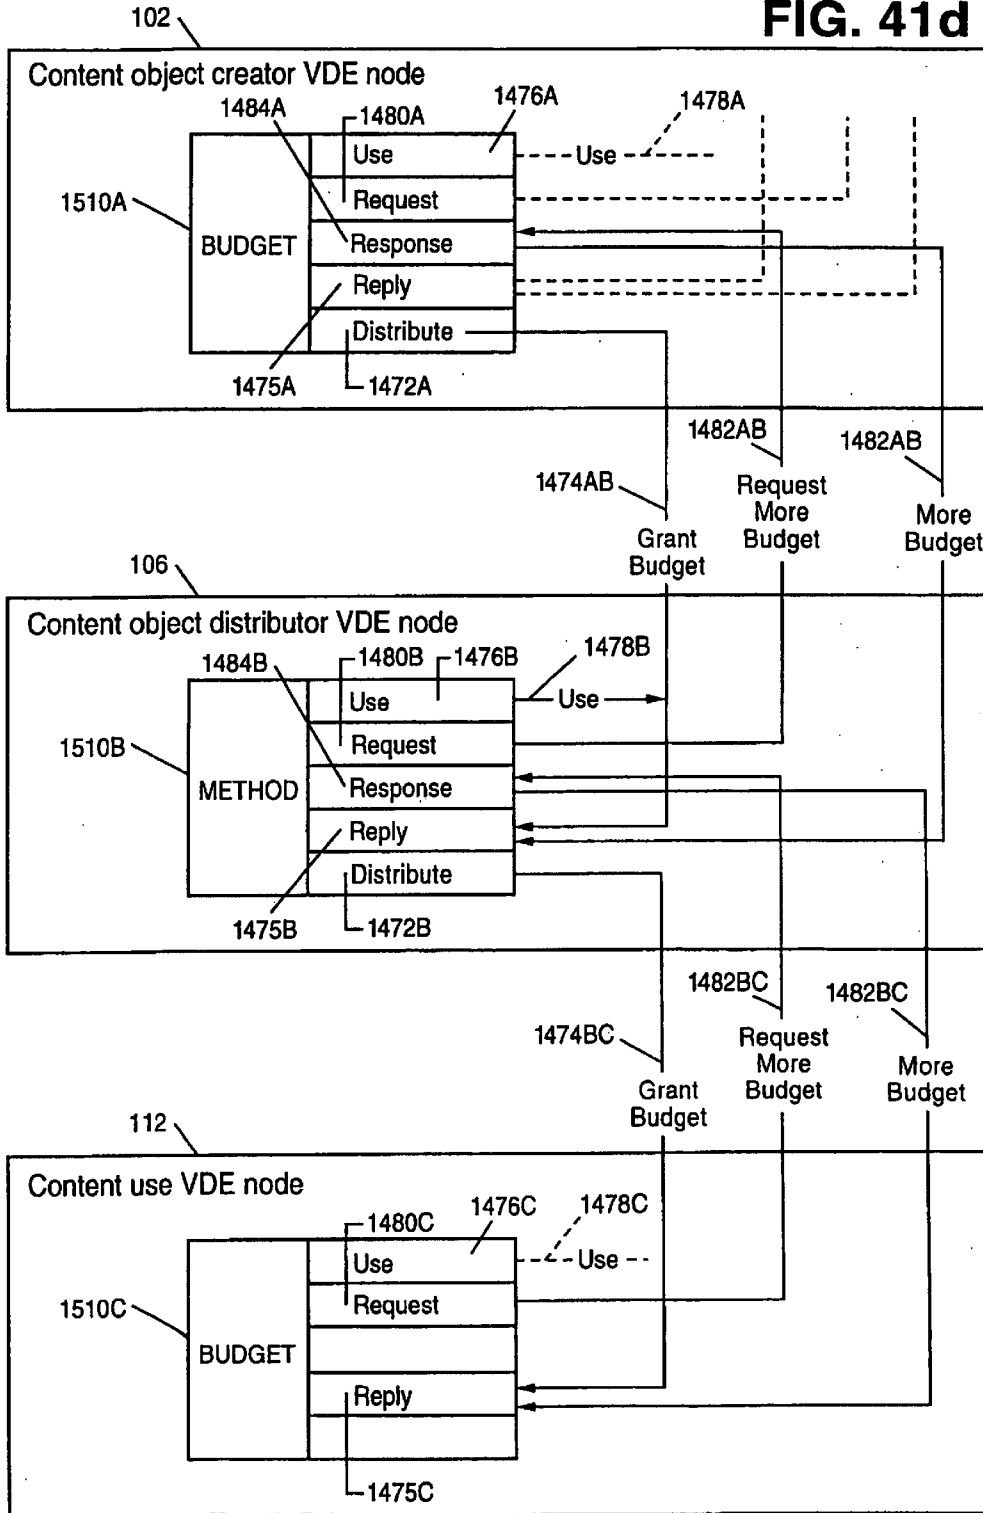 102
FIG. 41d
Content object creator VDE node
1484A
1480A
1476A
1478A
Use
Use
1510A
Request
BUDGET
Response
Reply
Distribute
1475A
1472A
1482AB
1482AB
1474AB
Request
More
Budget
More
Budget
Grant
Budget
106
Content object distributor VDE node
1484B
1480B
1476B
1478B
Use
Use
1510B
Request
METHOD
Response
Reply
Distribute
1475B
1472B
1482BC
1482BC
1474BC
Request
More
Budget
More
Budget
Grant
Budget
112
Content use VDE node
1480C
1476C
1478C
Use
Use
1510C
Request
BUDGET
Reply
1475C